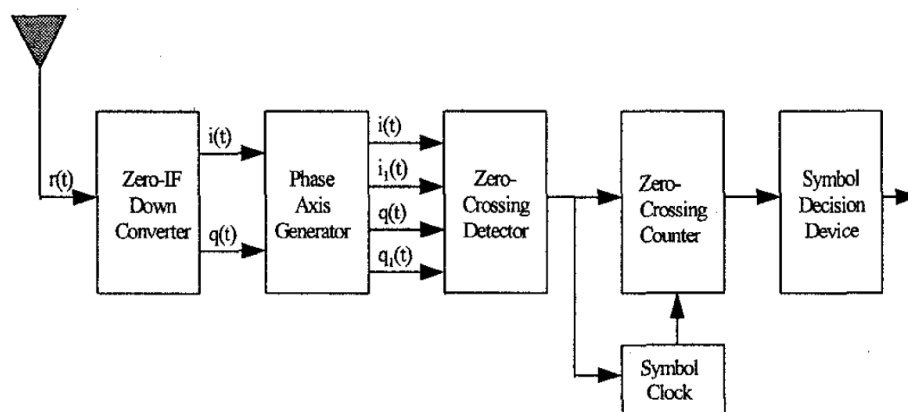 r(t)
Zero-IF
Down
Converter
i(t)
q(t)
Phase
Axis
Generator
i(t)
i₁(t)
q(t)
q₁(t)
Zero-
Crossing
Detector
Zero-
Crossing
Counter
Symbol
Decision
Device
Symbol
Clock